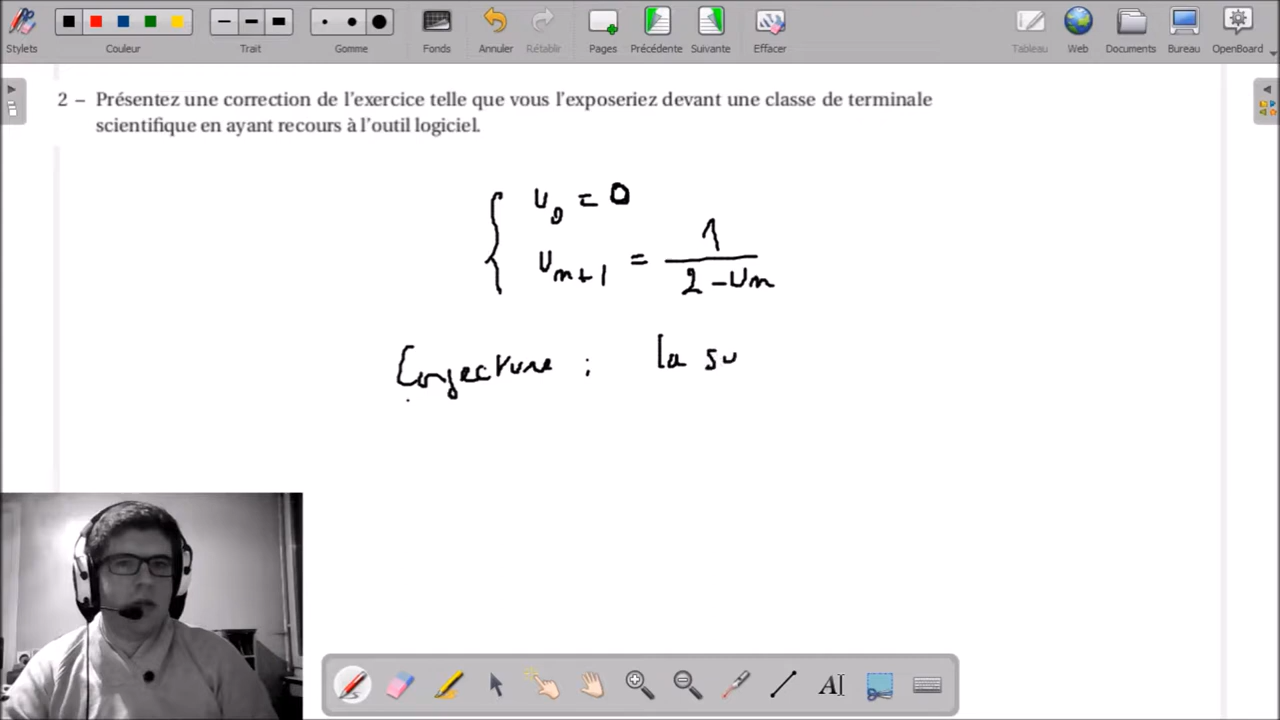 Stylets Couleur Trait Gomme Fonds Annuler Rétablir Pages Précédente Suivante Effacer Tableau Web Documents Bureau OpenBoard
2 – Présentez une correction de l'exercice telle que vous l'exposeriez devant une classe de terminale
scientifique en ayant recours à l'outil logiciel.
U₀ = 0
Uₙ₊₁ = 1 / (2 - Uₙ)
Conjecture : la su
AI